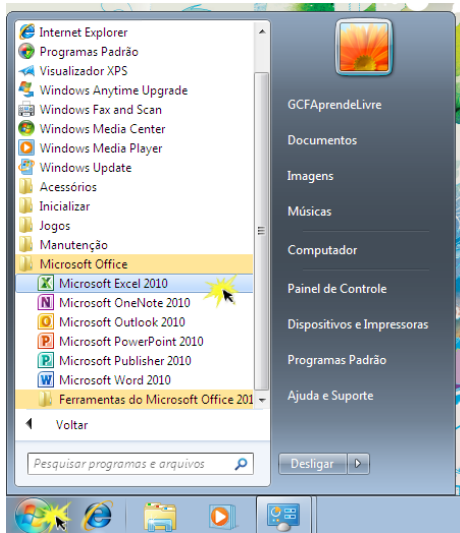 Internet Explorer
Programas Padrão
Visualizador XPS
Windows Anytime Upgrade
Windows Fax and Scan
Windows Media Center
Windows Media Player
Windows Update
Acessórios
Inicializar
Jogos
Manutenção
Microsoft Office
Microsoft Excel 2010
Microsoft OneNote 2010
Microsoft Outlook 2010
Microsoft PowerPoint 2010
Microsoft Publisher 2010
Microsoft Word 2010
Ferramentas do Microsoft Office 201
Voltar
Pesquisar programas e arquivos
GCFAprendeLivre
Documentos
Imagens
Músicas
Computador
Painel de Controle
Dispositivos e Impressoras
Programas Padrão
Ajuda e Suporte
Desligar